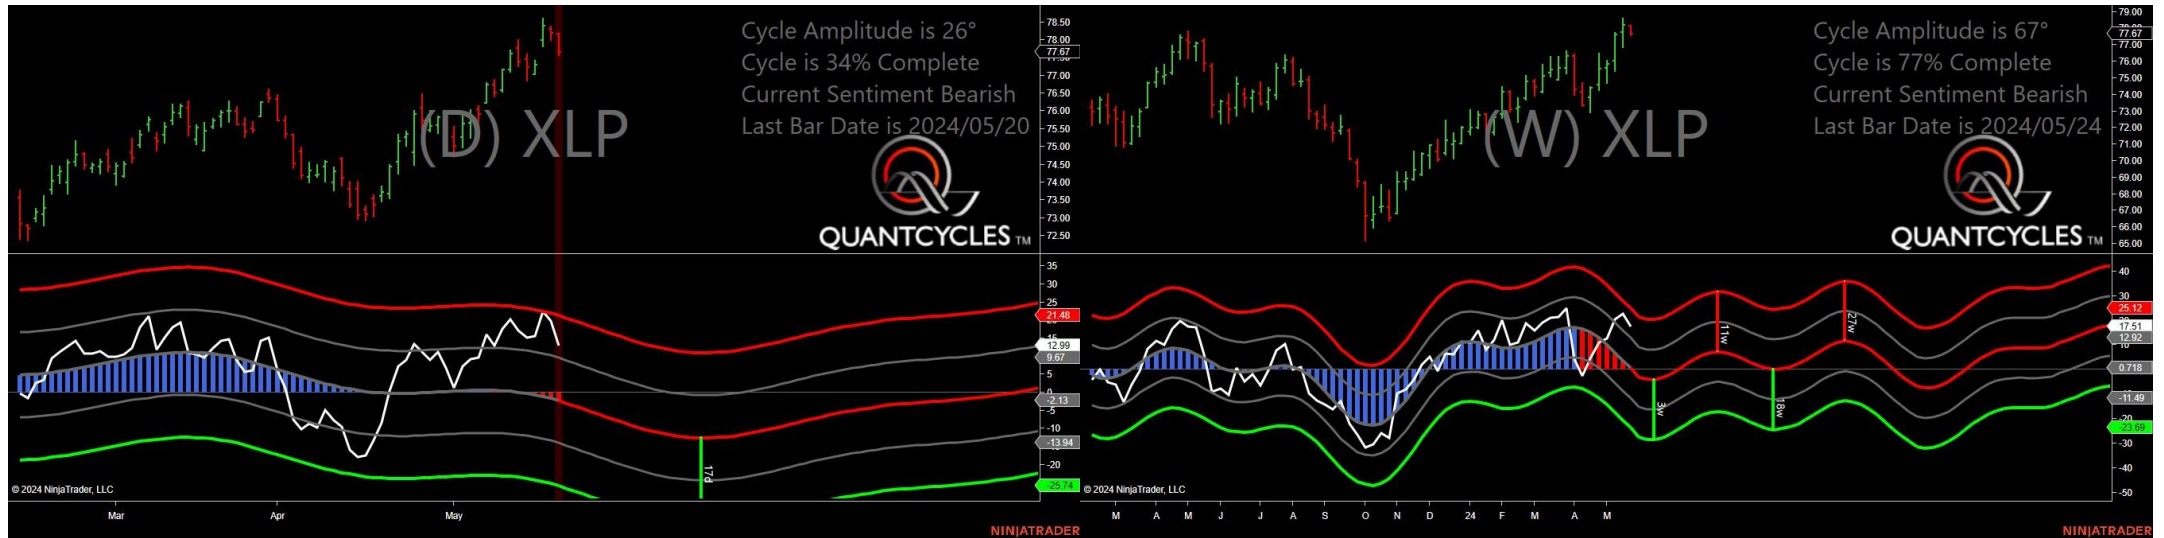 Cycle Amplitude is 26°
Cycle is 34% Complete
Current Sentiment Bearish
Last Bar Date is 2024/05/20
(D) XLP
QUANTCYCLES TM
78.50
78.00
77.67
77.00
76.50
76.00
75.50
75.00
74.50
74.00
73.50
73.00
72.50
35
30
25
21.48
12.99
9.67
5
0
-2.13
-5
-10
-13.94
-20
-25.74
17d
© 2024 NinjaTrader, LLC
Mar
Apr
May
NINJATRADER
Cycle Amplitude is 67°
Cycle is 77% Complete
Current Sentiment Bearish
Last Bar Date is 2024/05/24
(W) XLP
QUANTCYCLES TM
79.00
77.67
77.00
76.00
75.00
74.00
73.00
72.00
71.00
70.00
69.00
68.00
67.00
66.00
65.00
40
30
25.12
17.51
12.92
0.718
-11.49
-20
-23.69
-30
-40
-50
3w
11w
18w
27w
© 2024 NinjaTrader, LLC
M A M J J A S O N D 24 F M A M
NINJATRADER